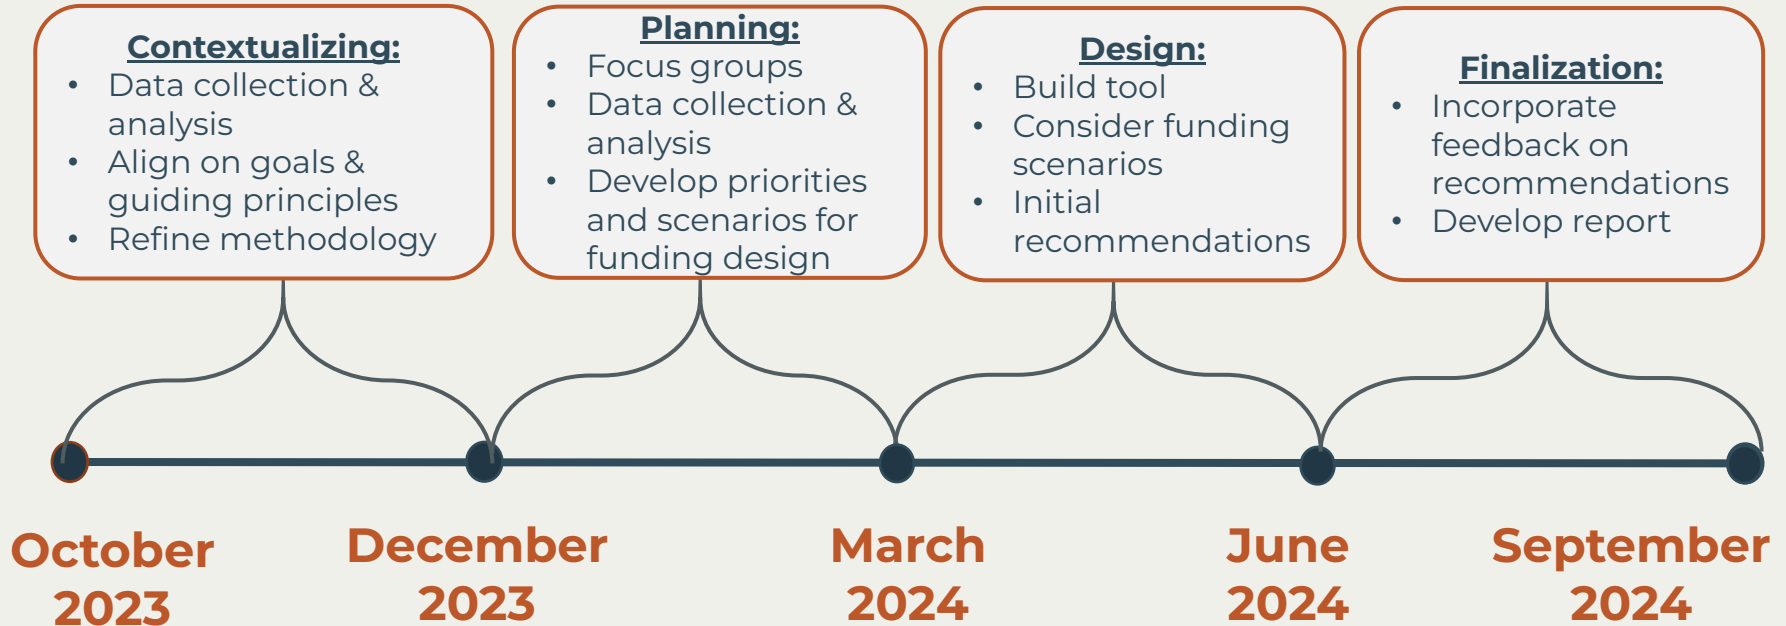 Contextualizing:
• Data collection &
analysis
• Align on goals &
guiding principles
• Refine methodology
Planning:
• Focus groups
• Data collection &
analysis
• Develop priorities
and scenarios for
funding design
Design:
• Build tool
• Consider funding
scenarios
• Initial
recommendations
Finalization:
• Incorporate
feedback on
recommendations
• Develop report
October
2023
December
2023
March
2024
June
2024
September
2024